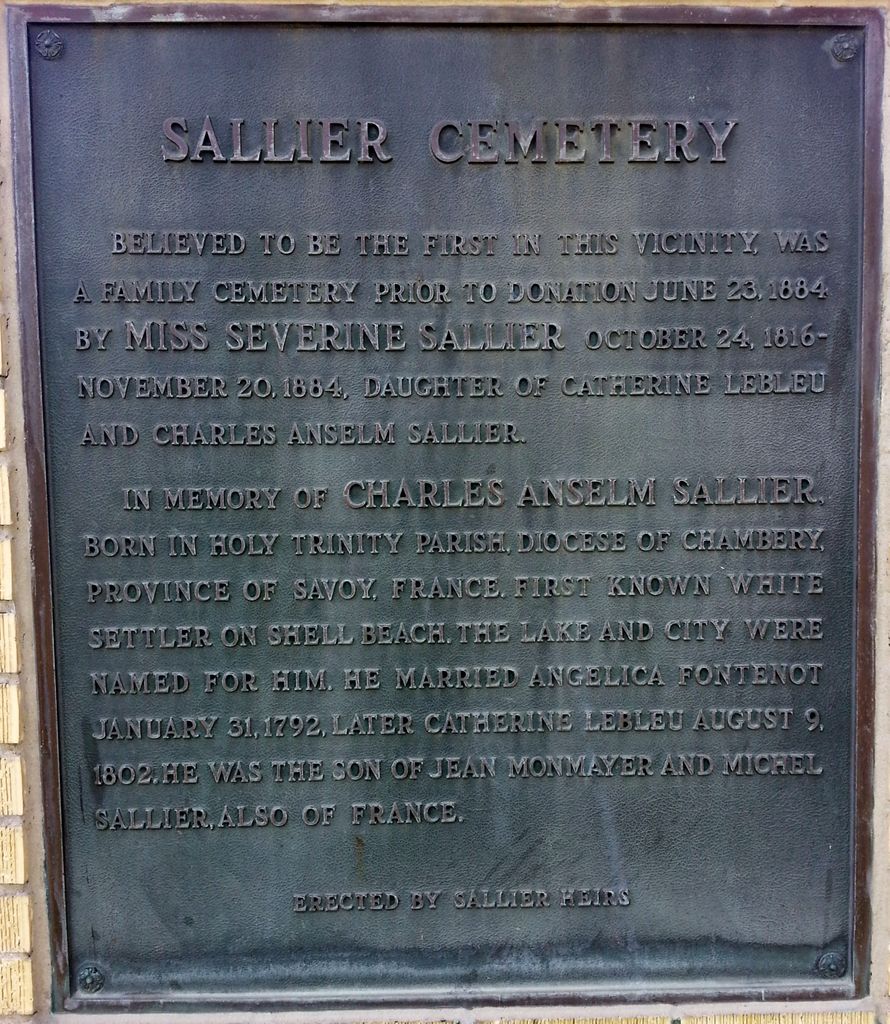 SALLIER CEMETERY
BELIEVED TO BE THE FIRST IN THIS VICINITY, WAS
A FAMILY CEMETERY PRIOR TO DONATION JUNE 23, 1884
BY MISS SEVERINE SALLIER OCTOBER 24, 1816-
NOVEMBER 20, 1884, DAUGHTER OF CATHERINE LEBLEU
AND CHARLES ANSELM SALLIER.
IN MEMORY OF CHARLES ANSELM SALLIER,
BORN IN HOLY TRINITY PARISH, DIOCESE OF CHAMBERY,
PROVINCE OF SAVOY, FRANCE. FIRST KNOWN WHITE
SETTLER ON SHELL BEACH. THE LAKE AND CITY WERE
NAMED FOR HIM. HE MARRIED ANGELICA FONTENOT
JANUARY 31, 1792, LATER CATHERINE LEBLEU AUGUST 9,
1802. HE WAS THE SON OF JEAN MONMAYER AND MICHEL
SALLIER, ALSO OF FRANCE.
ERECTED BY SALLIER HEIRS